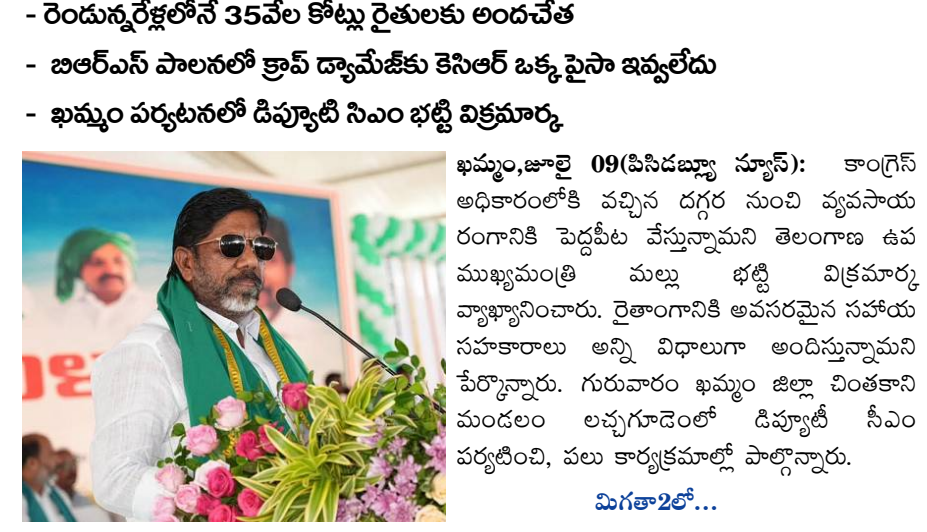 - రెండున్నరేళ్లలోనే 35వేల కోట్లు రైతులకు అందచేత
- బిఆర్ఎస్ పాలనలో క్రాప్ డ్యామేజ్‌కు కెసిఆర్ ఒక్కపైసా ఇవ్వలేదు
- ఖమ్మం పర్యటనలో డిప్యూటి సిఎం భట్టి విక్రమార్క
ఖమ్మం,జూలై 09(పిసిడబ్ల్యూ న్యూస్): కాంగ్రెస్
అధికారంలోకి వచ్చిన దగ్గర నుంచి వ్యవసాయ
రంగానికి పెద్దపీట వేస్తున్నామని తెలంగాణ ఉప
ముఖ్యమంత్రి మల్లు భట్టి విక్రమార్క
వ్యాఖ్యానించారు. రైతాంగానికి అవసరమైన సహాయ
సహకారాలు అన్ని విధాలుగా అందిస్తున్నామని
పేర్కొన్నారు. గురువారం ఖమ్మం జిల్లా చింతకాని
మండలం లచ్చగూడెంలో డిప్యూటీ సీఎం
పర్యటించి, పలు కార్యక్రమాల్లో పాల్గొన్నారు.
మిగతా2లో...